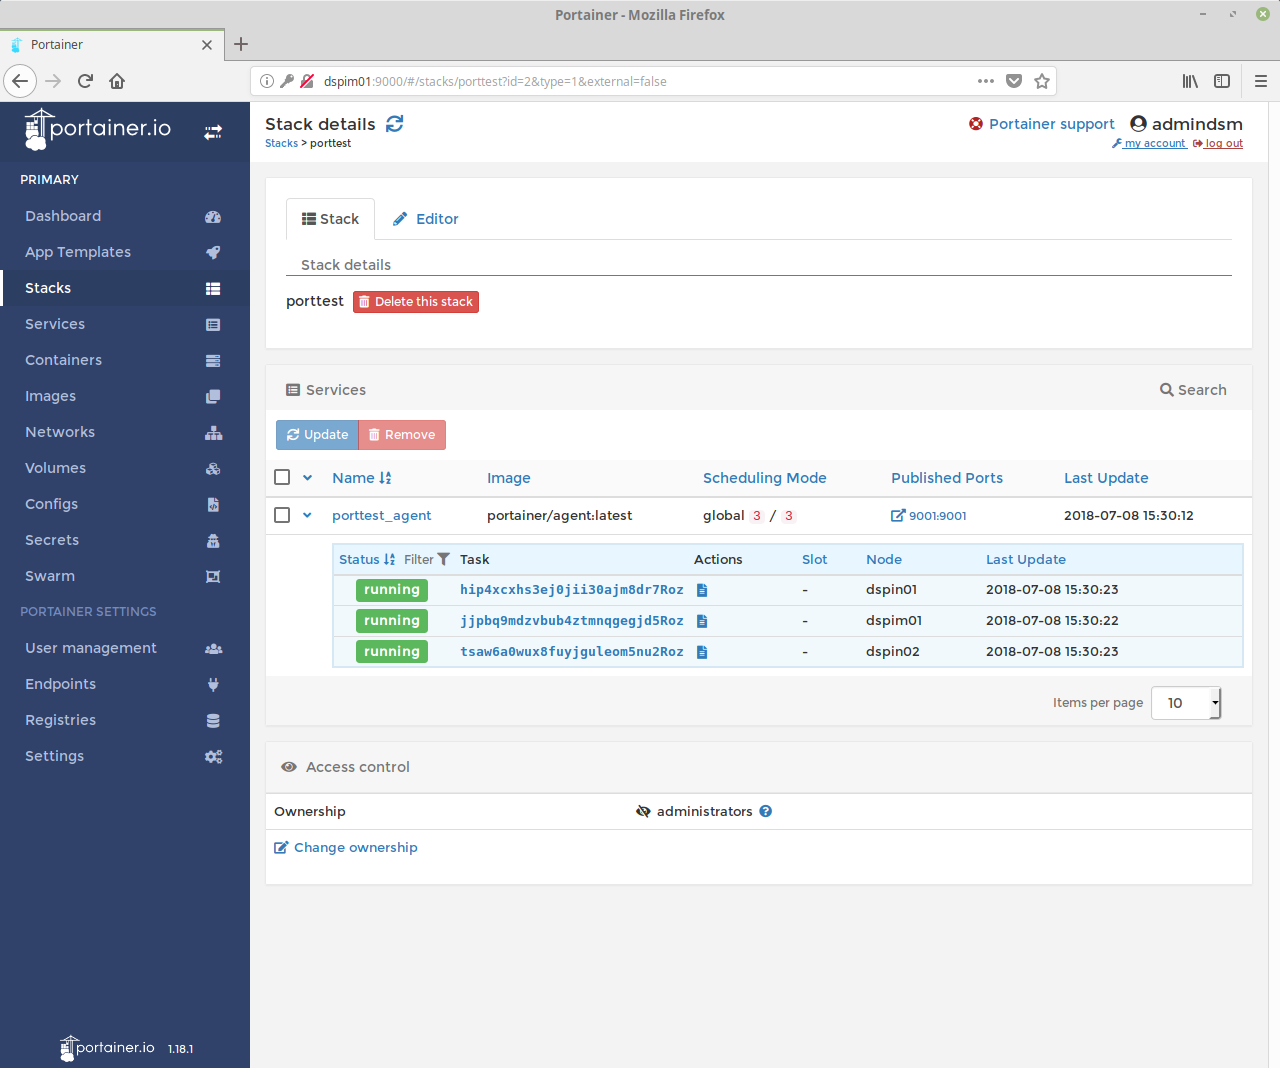 Portainer - Mozilla Firefox
Portainer
dspim01:9000/#/stacks/porttest?id=2&type=1&external=false
portainer.io
Stack details
Portainer support
admindsm
Stacks > porttest
my account
log out
PRIMARY
Dashboard
App Templates
Stacks
Services
Containers
Images
Networks
Volumes
Configs
Secrets
Swarm
PORTAINER SETTINGS
User management
Endpoints
Registries
Settings
portainer.io 1.18.1
Stack Editor
Stack details
porttest Delete this stack
Services Search
Update Remove
Name Image Scheduling Mode Published Ports Last Update
porttest_agent portainer/agent:latest global 3 / 3 9001:9001 2018-07-08 15:30:12
Status Filter Task Actions Slot Node Last Update
running hip4xcxhs3ej0jii30ajm8dr7Roz - dspin01 2018-07-08 15:30:23
running jjpbq9mdzvbub4ztmnqgegjd5Roz - dspim01 2018-07-08 15:30:22
running tsaw6a0wux8fuyjguleom5nu2Roz - dspin02 2018-07-08 15:30:23
Items per page 10
Access control
Ownership administrators
Change ownership